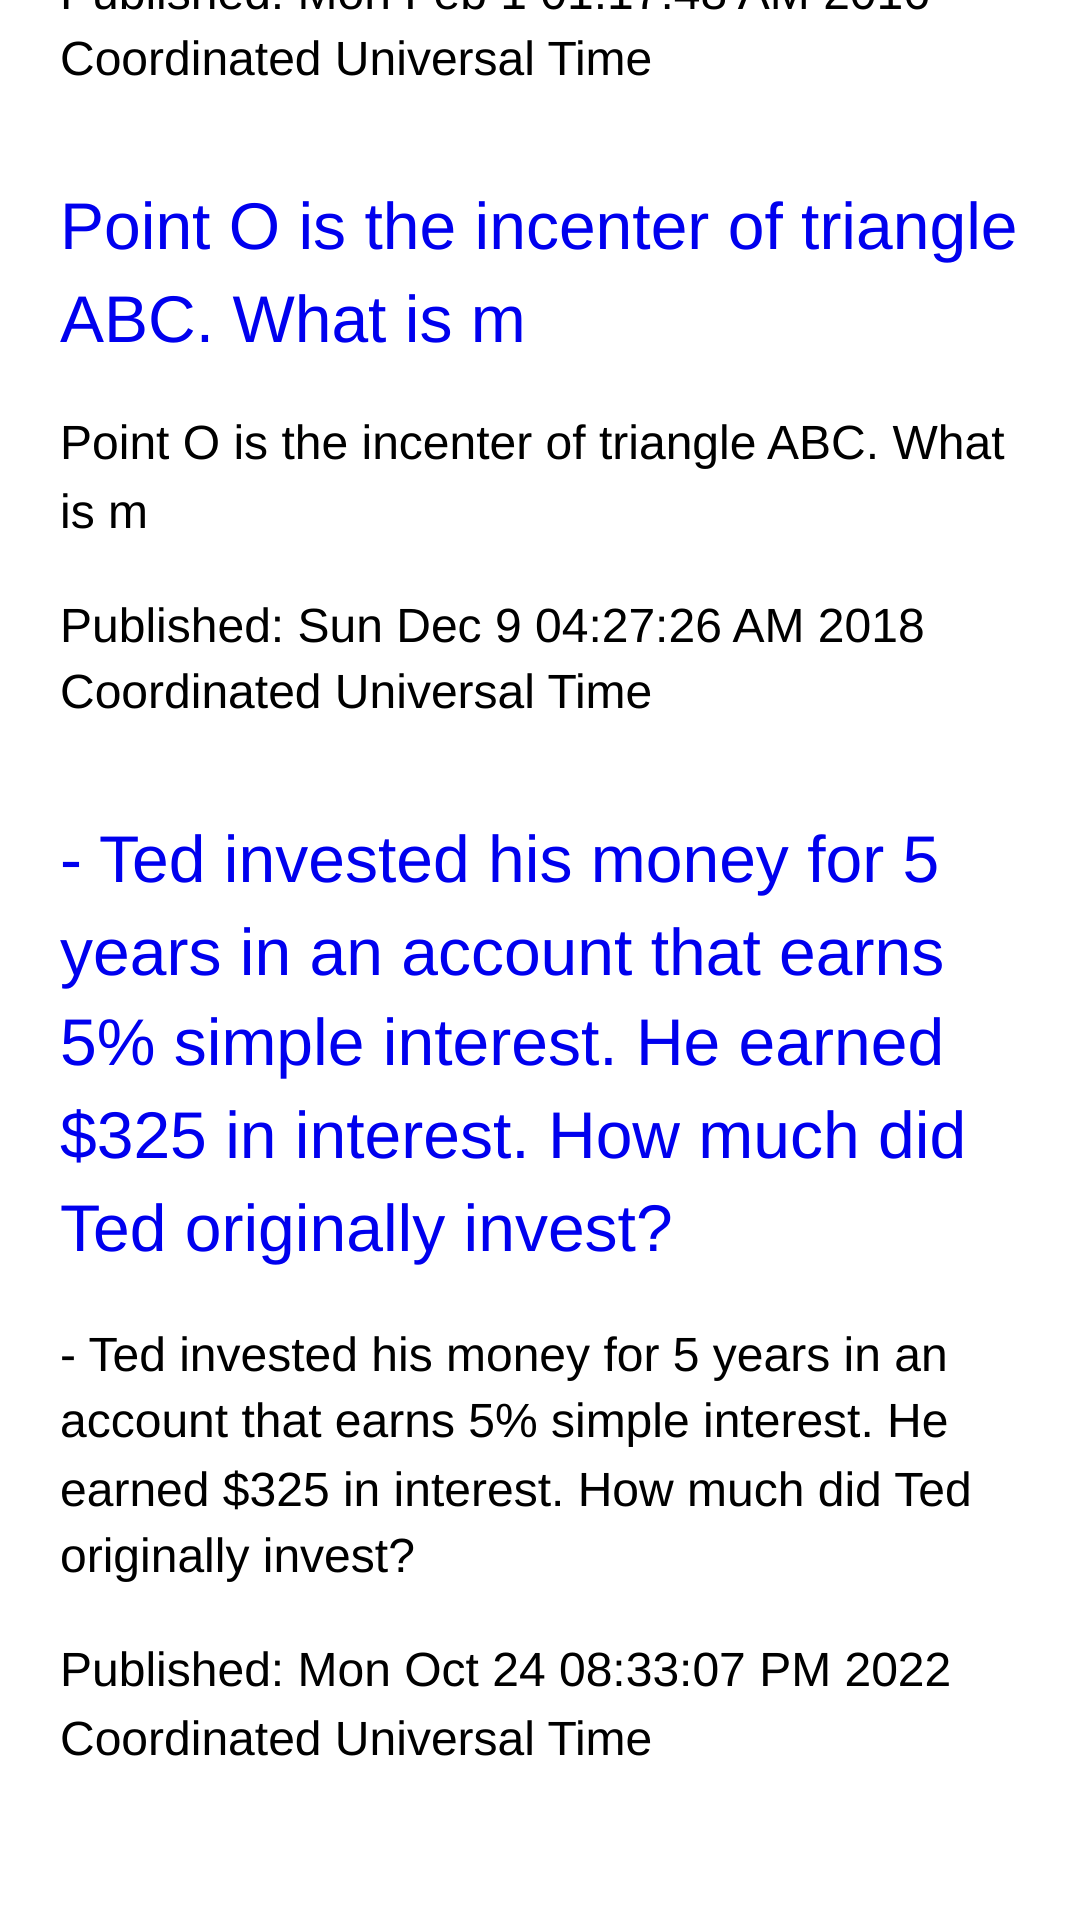 Published: Mon Feb 1 01:17:48 AM 2016
Coordinated Universal Time
Point O is the incenter of triangle
ABC. What is m
Point O is the incenter of triangle ABC. What
is m
Published: Sun Dec 9 04:27:26 AM 2018
Coordinated Universal Time
- Ted invested his money for 5
years in an account that earns
5% simple interest. He earned
$325 in interest. How much did
Ted originally invest?
- Ted invested his money for 5 years in an
account that earns 5% simple interest. He
earned $325 in interest. How much did Ted
originally invest?
Published: Mon Oct 24 08:33:07 PM 2022
Coordinated Universal Time